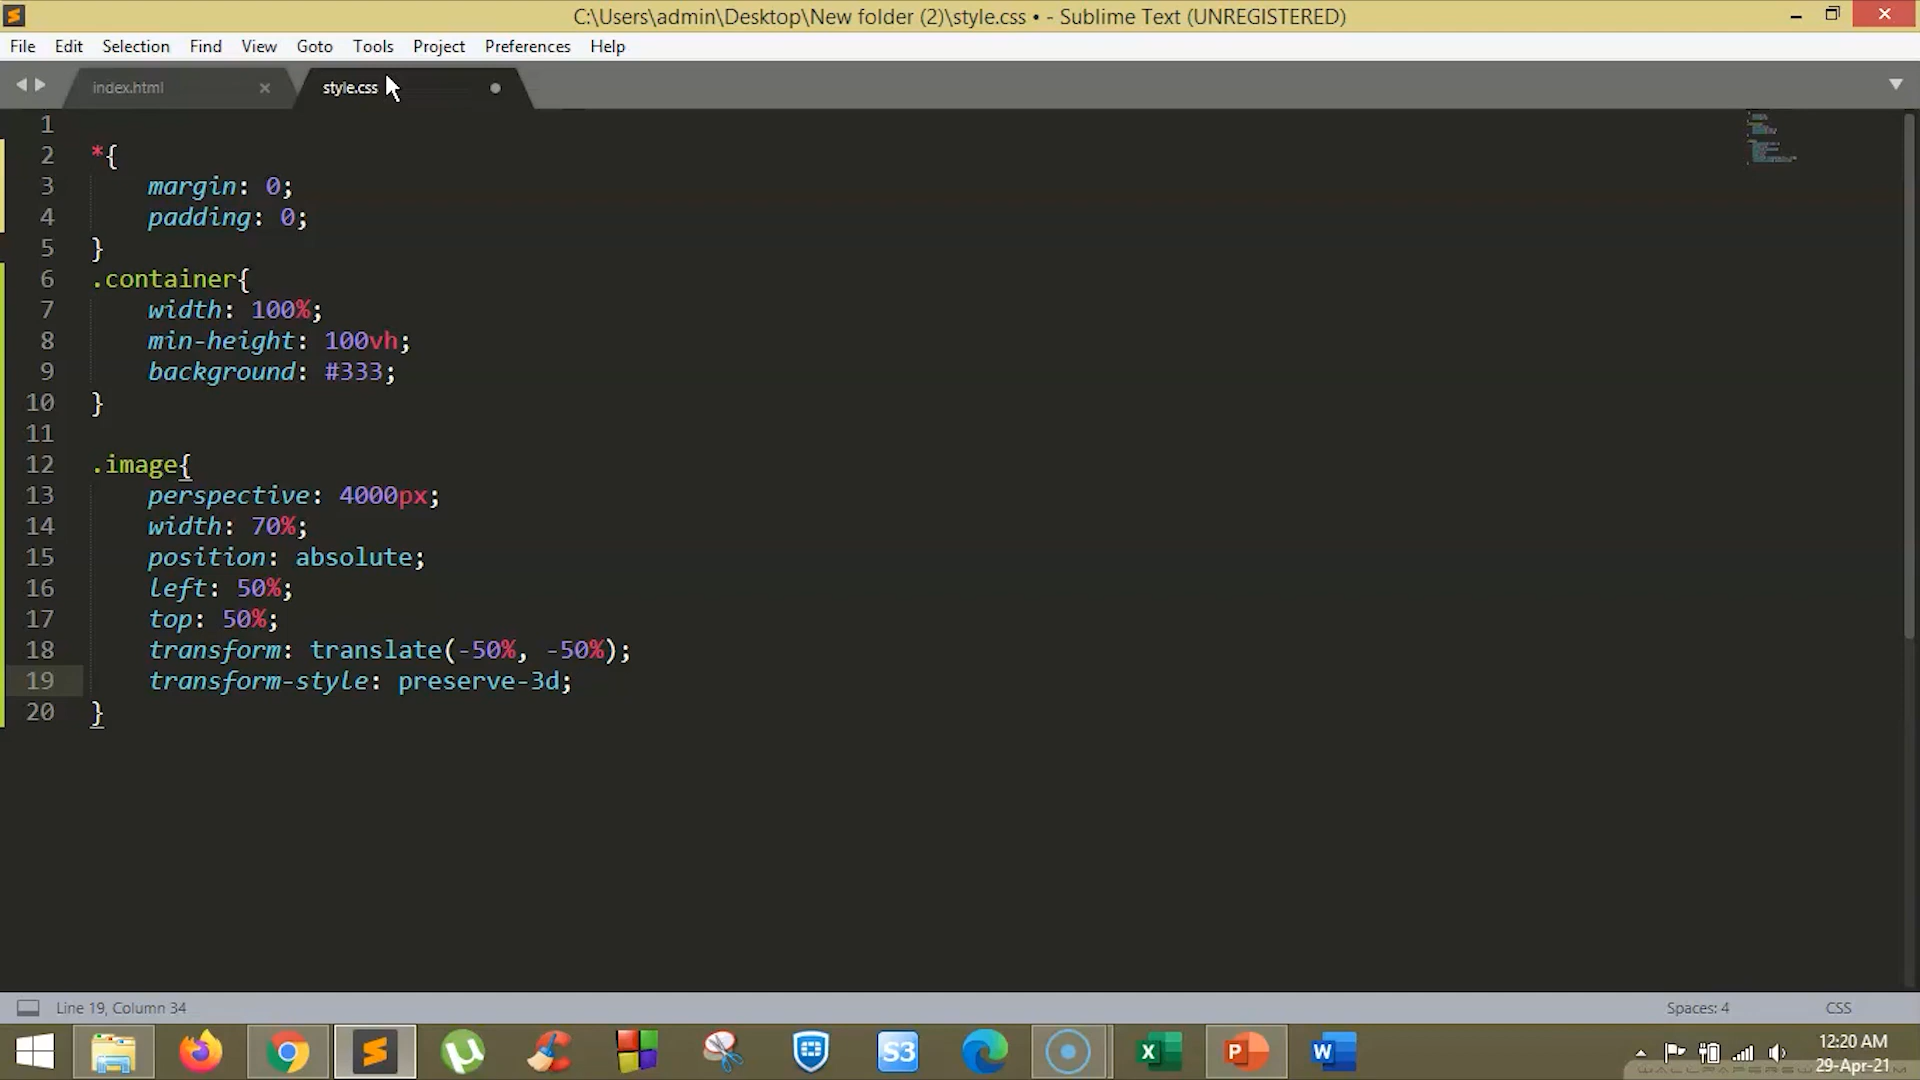 C:\Users\admin\Desktop\New folder (2)\style.css • - Sublime Text (UNREGISTERED)
File Edit Selection Find View Goto Tools Project Preferences Help
index.html style.css
1
2 *{
3 margin: 0;
4 padding: 0;
5 }
6 .container{
7 width: 100%;
8 min-height: 100vh;
9 background: #333;
10 }
11
12 .image{
13 perspective: 4000px;
14 width: 70%;
15 position: absolute;
16 left: 50%;
17 top: 50%;
18 transform: translate(-50%, -50%);
19 transform-style: preserve-3d;
20 }
Line 19, Column 34 Spaces: 4 CSS
S3
12:20 AM
29-Apr-21